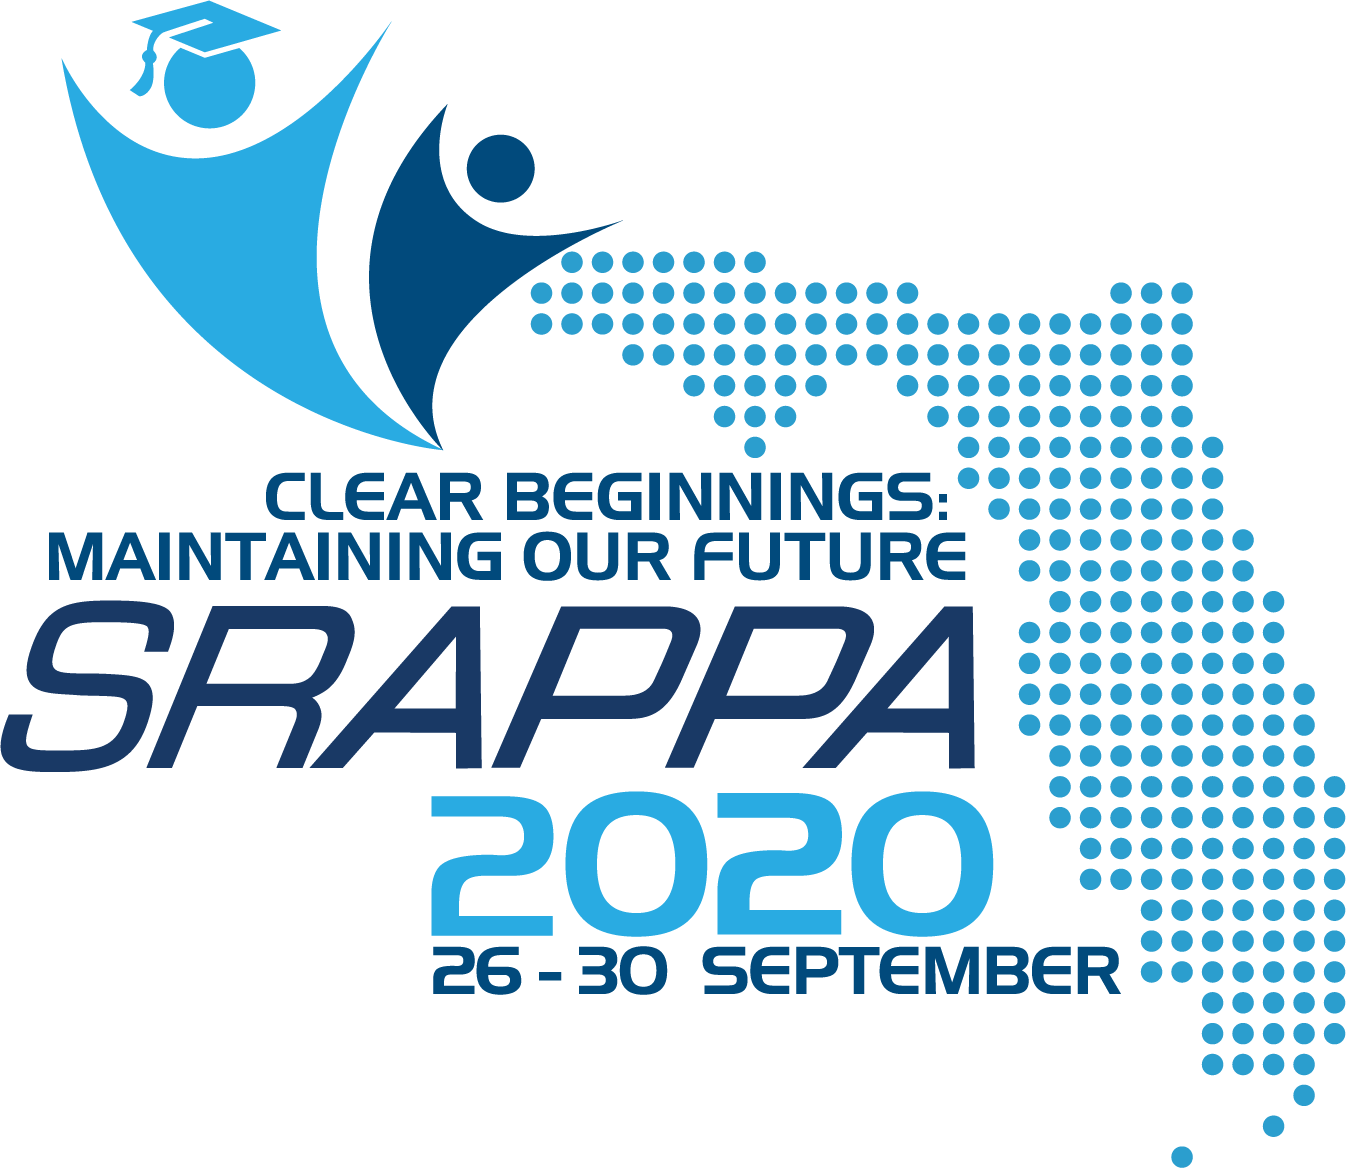 CLEAR BEGINNINGS:
MAINTAINING OUR FUTURE
SRAPPA
2020
26 - 30 SEPTEMBER